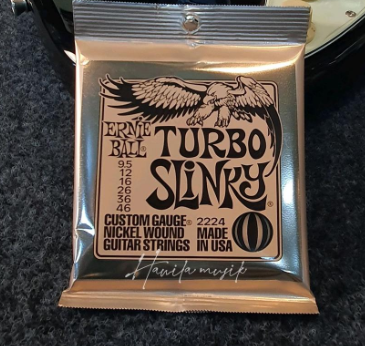 ERNIE
BALL®
TURBO
SLINKY®
9.5
12
16
26
36
46
CUSTOM GAUGE® 2224
NICKEL WOUND MADE
GUITAR STRINGS IN USA
Hanila musik